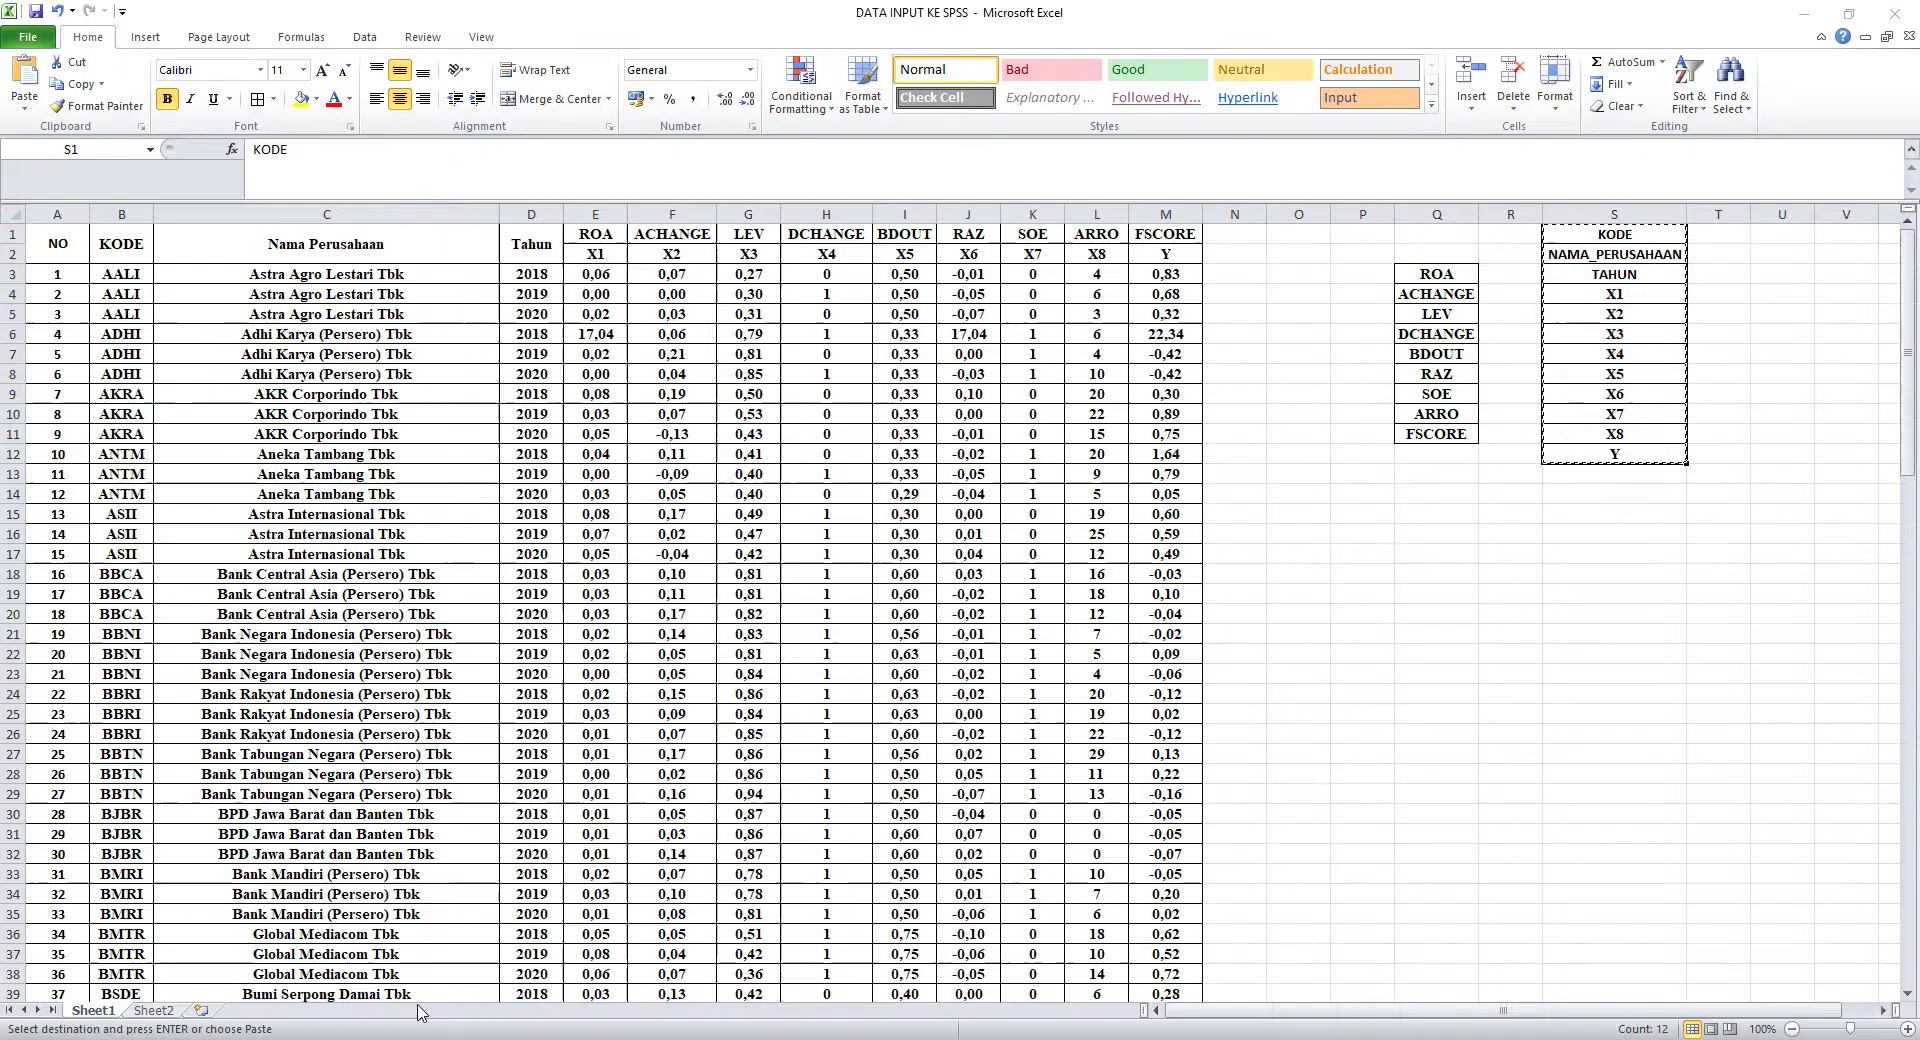 DATA INPUT KE SPSS - Microsoft Excel
File Home Insert Page Layout Formulas Data Review View
Paste Cut Copy Format Painter Clipboard
Calibri 11 B I U Font
Wrap Text Merge & Center Alignment
General % , Number
Conditional Formatting Format as Table
Normal Bad Good Neutral Calculation
Check Cell Explanatory ... Followed Hy... Hyperlink Input
Styles
Insert Delete Format Cells
AutoSum Fill Clear Sort & Filter Find & Select Editing
S1 fx KODE
A B C D E F G H I J K L M N O P Q R S T U V
1 NO KODE Nama Perusahaan Tahun ROA ACHANGE LEV DCHANGE BDOUT RAZ SOE ARRO FSCORE KODE
2 X1 X2 X3 X4 X5 X6 X7 X8 Y NAMA_PERUSAHAAN
3 1 AALI Astra Agro Lestari Tbk 2018 0,06 0,07 0,27 0 0,50 -0,01 0 4 0,83 ROA TAHUN
4 2 AALI Astra Agro Lestari Tbk 2019 0,00 0,00 0,30 1 0,50 -0,05 0 6 0,68 ACHANGE X1
5 3 AALI Astra Agro Lestari Tbk 2020 0,02 0,03 0,31 0 0,50 -0,07 0 3 0,32 LEV X2
6 4 ADHI Adhi Karya (Persero) Tbk 2018 17,04 0,06 0,79 1 0,33 17,04 1 6 22,34 DCHANGE X3
7 5 ADHI Adhi Karya (Persero) Tbk 2019 0,02 0,21 0,81 0 0,33 0,00 1 4 -0,42 BDOUT X4
8 6 ADHI Adhi Karya (Persero) Tbk 2020 0,00 0,04 0,85 1 0,33 -0,03 1 10 -0,42 RAZ X5
9 7 AKRA AKR Corporindo Tbk 2018 0,08 0,19 0,50 0 0,33 0,10 0 20 0,30 SOE X6
10 8 AKRA AKR Corporindo Tbk 2019 0,03 0,07 0,53 0 0,33 0,00 0 22 0,89 ARRO X7
11 9 AKRA AKR Corporindo Tbk 2020 0,05 -0,13 0,43 0 0,33 -0,01 0 15 0,75 FSCORE X8
12 10 ANTM Aneka Tambang Tbk 2018 0,04 0,11 0,41 0 0,33 -0,02 1 20 1,64 Y
13 11 ANTM Aneka Tambang Tbk 2019 0,00 -0,09 0,40 1 0,33 -0,05 1 9 0,79
14 12 ANTM Aneka Tambang Tbk 2020 0,03 0,05 0,40 0 0,29 -0,04 1 5 0,05
15 13 ASII Astra Internasional Tbk 2018 0,08 0,17 0,49 1 0,30 0,00 0 19 0,60
16 14 ASII Astra Internasional Tbk 2019 0,07 0,02 0,47 1 0,30 0,01 0 25 0,59
17 15 ASII Astra Internasional Tbk 2020 0,05 -0,04 0,42 1 0,30 0,04 0 12 0,49
18 16 BBCA Bank Central Asia (Persero) Tbk 2018 0,03 0,10 0,81 1 0,60 0,03 1 16 -0,03
19 17 BBCA Bank Central Asia (Persero) Tbk 2019 0,03 0,11 0,81 1 0,60 -0,02 1 18 0,10
20 18 BBCA Bank Central Asia (Persero) Tbk 2020 0,03 0,17 0,82 1 0,60 -0,02 1 12 -0,04
21 19 BBNI Bank Negara Indonesia (Persero) Tbk 2018 0,02 0,14 0,83 1 0,56 -0,01 1 7 -0,02
22 20 BBNI Bank Negara Indonesia (Persero) Tbk 2019 0,02 0,05 0,81 1 0,63 -0,01 1 5 0,09
23 21 BBNI Bank Negara Indonesia (Persero) Tbk 2020 0,00 0,05 0,84 1 0,60 -0,02 1 4 -0,06
24 22 BBRI Bank Rakyat Indonesia (Persero) Tbk 2018 0,02 0,15 0,86 1 0,63 -0,02 1 20 -0,12
25 23 BBRI Bank Rakyat Indonesia (Persero) Tbk 2019 0,03 0,09 0,84 1 0,63 0,00 1 19 0,02
26 24 BBRI Bank Rakyat Indonesia (Persero) Tbk 2020 0,01 0,07 0,85 1 0,60 -0,02 1 22 -0,12
27 25 BBTN Bank Tabungan Negara (Persero) Tbk 2018 0,01 0,17 0,86 1 0,56 0,02 1 29 0,13
28 26 BBTN Bank Tabungan Negara (Persero) Tbk 2019 0,00 0,02 0,86 1 0,50 0,05 1 11 0,22
29 27 BBTN Bank Tabungan Negara (Persero) Tbk 2020 0,01 0,16 0,94 1 0,50 -0,07 1 13 -0,16
30 28 BJBR BPD Jawa Barat dan Banten Tbk 2018 0,01 0,05 0,87 1 0,50 -0,04 0 0 -0,05
31 29 BJBR BPD Jawa Barat dan Banten Tbk 2019 0,01 0,03 0,86 1 0,60 0,07 0 0 -0,05
32 30 BJBR BPD Jawa Barat dan Banten Tbk 2020 0,01 0,14 0,87 1 0,60 0,02 0 0 -0,07
33 31 BMRI Bank Mandiri (Persero) Tbk 2018 0,02 0,07 0,78 1 0,50 0,05 1 10 -0,05
34 32 BMRI Bank Mandiri (Persero) Tbk 2019 0,03 0,10 0,78 1 0,50 0,01 1 7 0,20
35 33 BMRI Bank Mandiri (Persero) Tbk 2020 0,01 0,08 0,81 1 0,50 -0,06 1 6 0,02
36 34 BMTR Global Mediacom Tbk 2018 0,05 0,05 0,51 1 0,75 -0,10 0 18 0,62
37 35 BMTR Global Mediacom Tbk 2019 0,08 0,04 0,42 1 0,75 -0,06 0 10 0,52
38 36 BMTR Global Mediacom Tbk 2020 0,06 0,07 0,36 1 0,75 -0,05 0 14 0,72
39 37 BSDE Bumi Serpong Damai Tbk 2018 0,03 0,13 0,42 0 0,40 0,00 0 6 0,28
Sheet1 Sheet2
Select destination and press ENTER or choose Paste Count: 12 100%